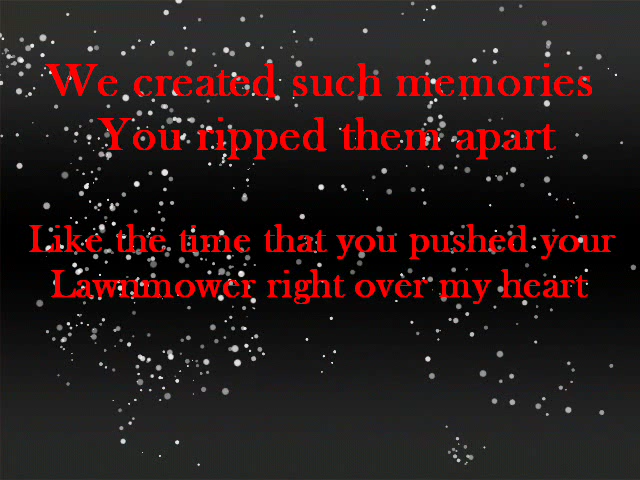 We created such memories
You ripped them apart
Like the time that you pushed your
Lawnmower right over my heart